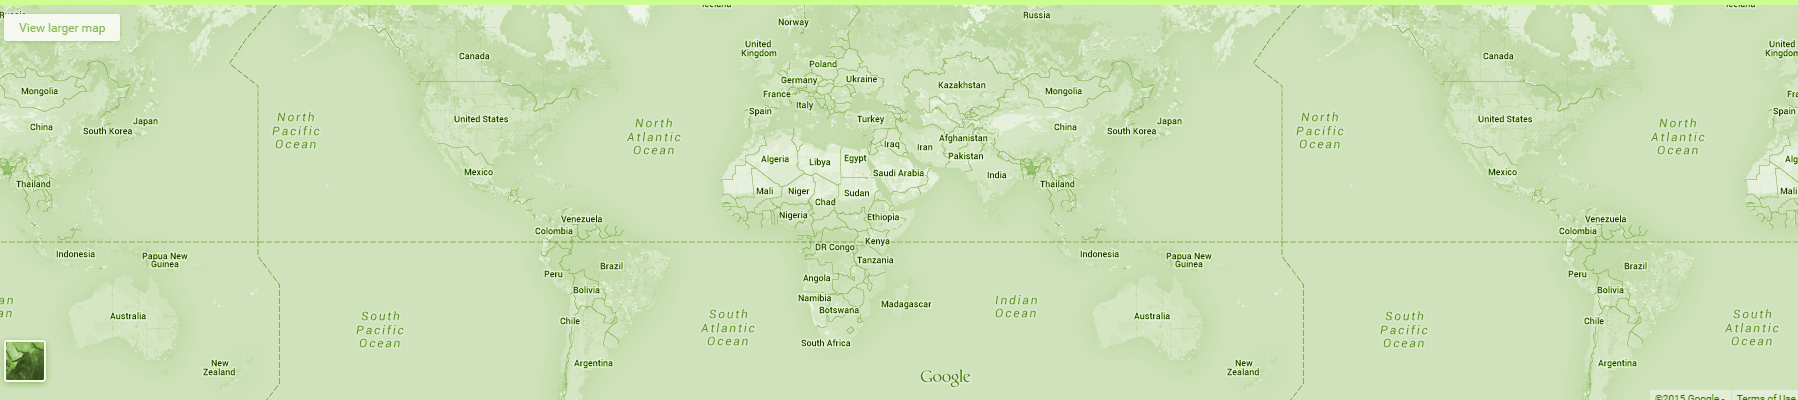 Iceland
Iceland
Russia
Norway
Russia
View larger map
United
Kingdom
Canada
Poland
Canada
United
Kingdom
Germany
Ukraine
Mongolia
France
Kazakhstan
Mongolia
Spain
Italy
Spain
China
South Korea
Japan
North
Pacific
Ocean
United States
North
Atlantic
Ocean
Turkey
Iraq
Iran
Afghanistan
Pakistan
China
South Korea
Japan
North
Pacific
Ocean
United States
North
Atlantic
Ocean
Thailand
Mexico
Algeria
Libya
Egypt
Saudi Arabia
India
Thailand
Mexico
Mali
Niger
Chad
Sudan
Mali
Nigeria
Ethiopia
Venezuela
Colombia
Venezuela
Colombia
DR Congo
Kenya
Tanzania
Indonesia
Papua New
Guinea
Peru
Brazil
Bolivia
Angola
Namibia
Botswana
Madagascar
Indonesia
Papua New
Guinea
Peru
Brazil
Bolivia
an
an
Australia
South
Pacific
Ocean
Chile
South
Atlantic
Ocean
South Africa
Indian
Ocean
Australia
South
Pacific
Ocean
Chile
South
Atlantic
Ocean
New
Zealand
Argentina
New
Zealand
Argentina
Google
©2015 Google -
Terms of Use